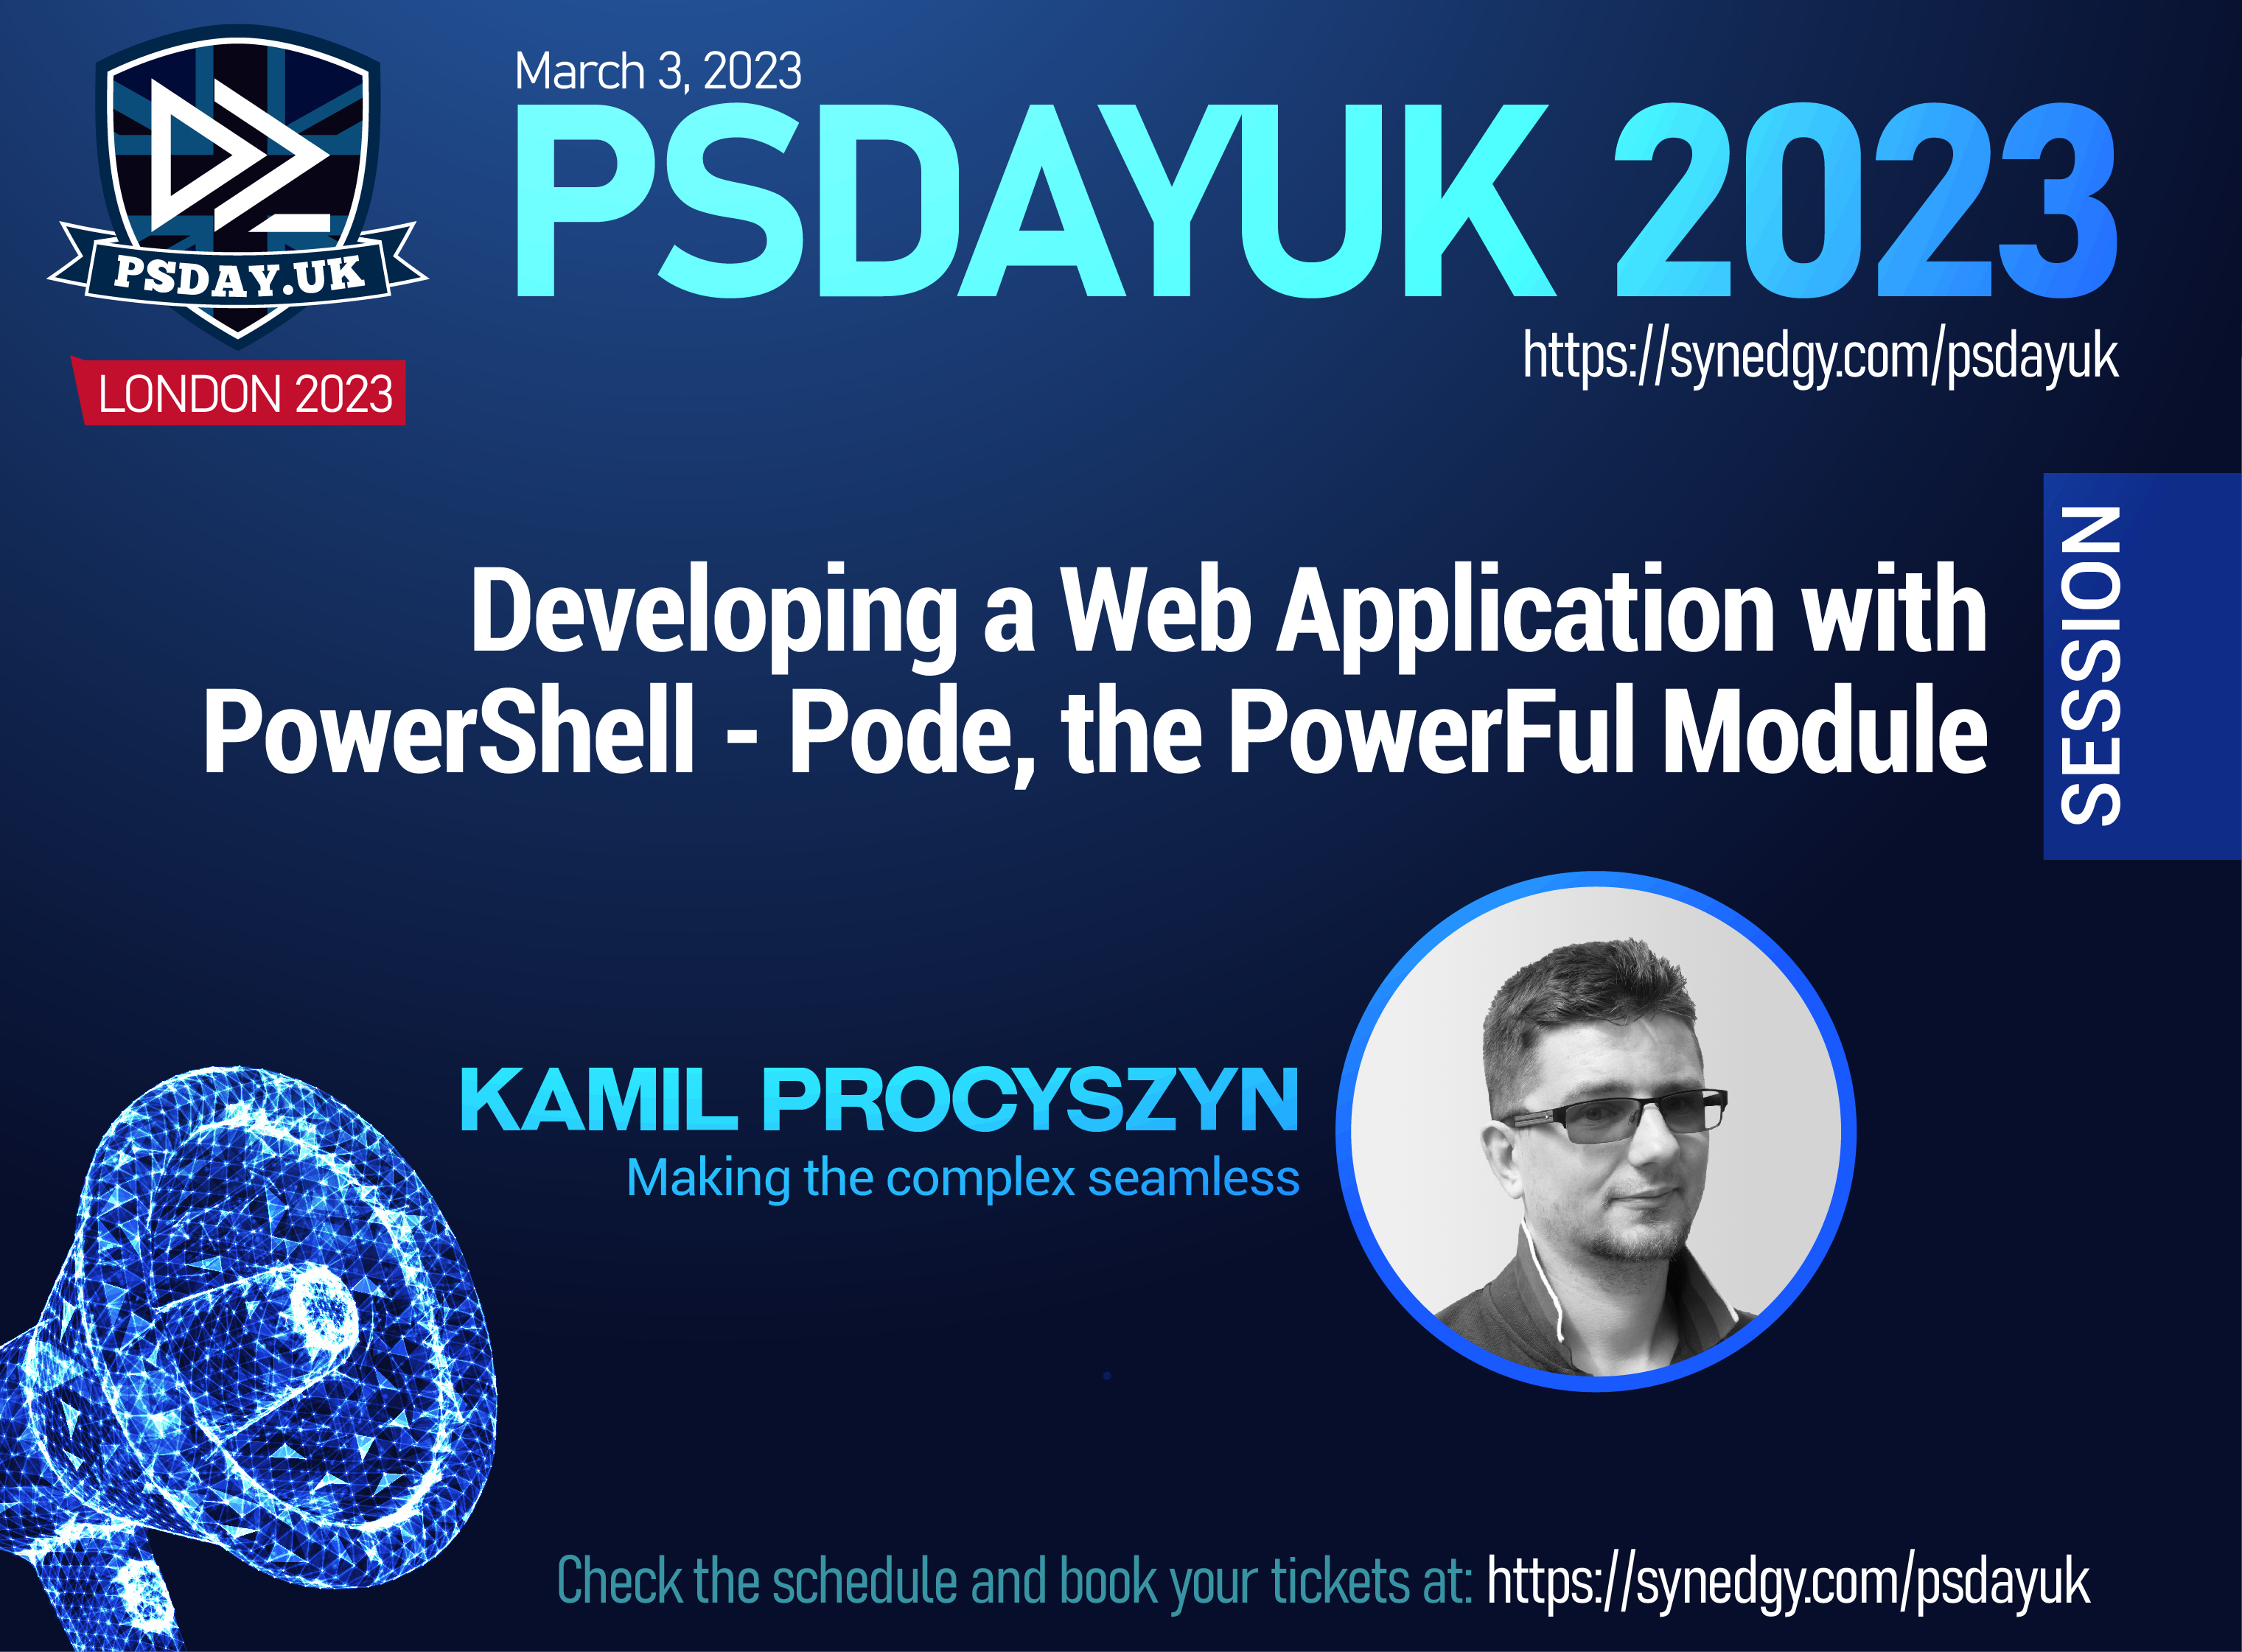 March 3, 2023
PSDAYUK 2023
https://synedgy.com/psdayuk
PSDAY.UK
LONDON 2023
SESSION
Developing a Web Application with
PowerShell - Pode, the PowerFul Module
KAMIL PROCYSZYN
Making the complex seamless
Check the schedule and book your tickets at: https://synedgy.com/psdayuk